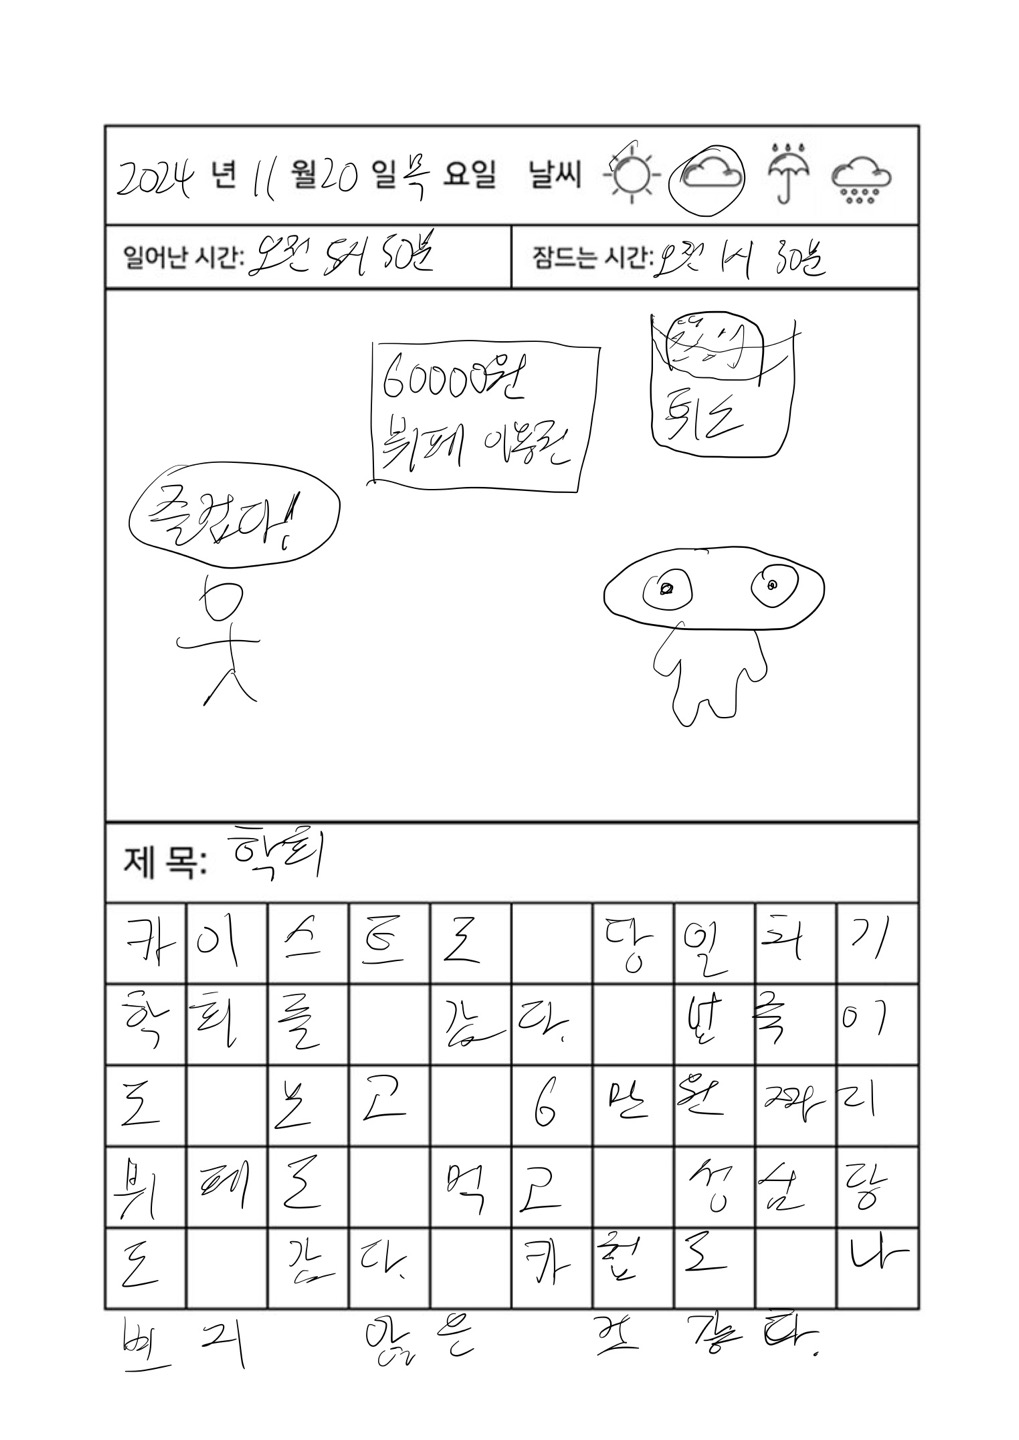 2024 년 11 월 20 일 목 요일 날씨
일어난 시간: 오전 5시 50분 잠드는 시간: 오전 1시 30분
60000원
뷔페 이용권
튀소
즐겁다!
제 목: 학회
카이스트로 당일치기
학회를 갔다. 번쩍이
도 보고 6만원짜리
뷔페도 먹고 성심당
도 갔다. 카현도 나
쁘지 않은 것 같다.